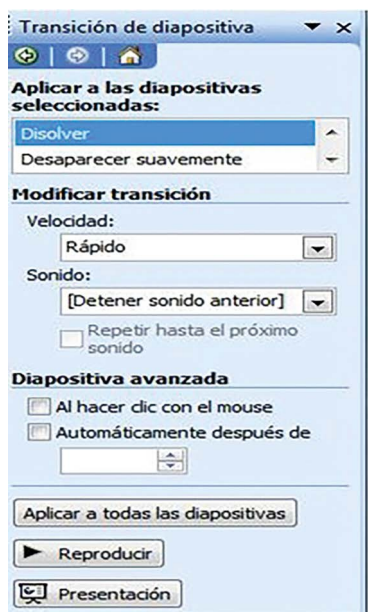 Transición de diapositiva
Aplicar a las diapositivas
seleccionadas:
Disolver
Desaparecer suavemente
Modificar transición
Velocidad:
Rápido
Sonido:
[Detener sonido anterior]
Repetir hasta el próximo
sonido
Diapositiva avanzada
Al hacer clic con el mouse
Automáticamente después de
Aplicar a todas las diapositivas
Reproducir
Presentación